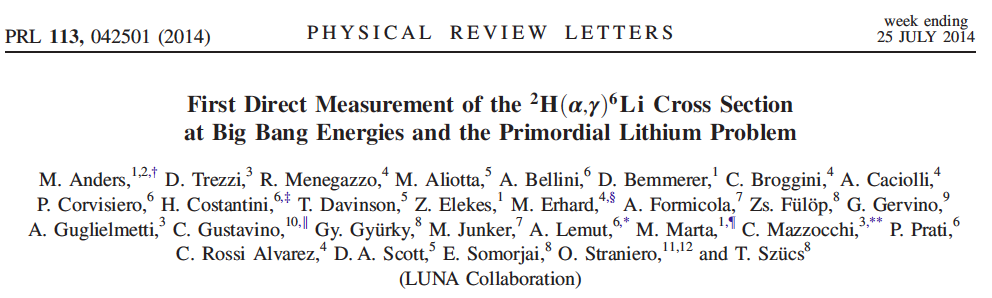 PRL 113, 042501 (2014) PHYSICAL REVIEW LETTERS week ending 25 JULY 2014
First Direct Measurement of the ²H(α,γ)⁶Li Cross Section
at Big Bang Energies and the Primordial Lithium Problem
M. Anders,¹,²,† D. Trezzi,³ R. Menegazzo,⁴ M. Aliotta,⁵ A. Bellini,⁶ D. Bemmerer,¹ C. Broggini,⁴ A. Caciolli,⁴
P. Corvisiero,⁶ H. Costantini,⁶,‡ T. Davinson,⁵ Z. Elekes,¹ M. Erhard,⁴,§ A. Formicola,⁷ Zs. Fülöp,⁸ G. Gervino,⁹
A. Guglielmetti,³ C. Gustavino,¹⁰,∥ Gy. Gyürky,⁸ M. Junker,⁷ A. Lemut,⁶,* M. Marta,¹,¶ C. Mazzocchi,³,** P. Prati,⁶
C. Rossi Alvarez,⁴ D. A. Scott,⁵ E. Somorjai,⁸ O. Straniero,¹¹,¹² and T. Szücs⁸
(LUNA Collaboration)